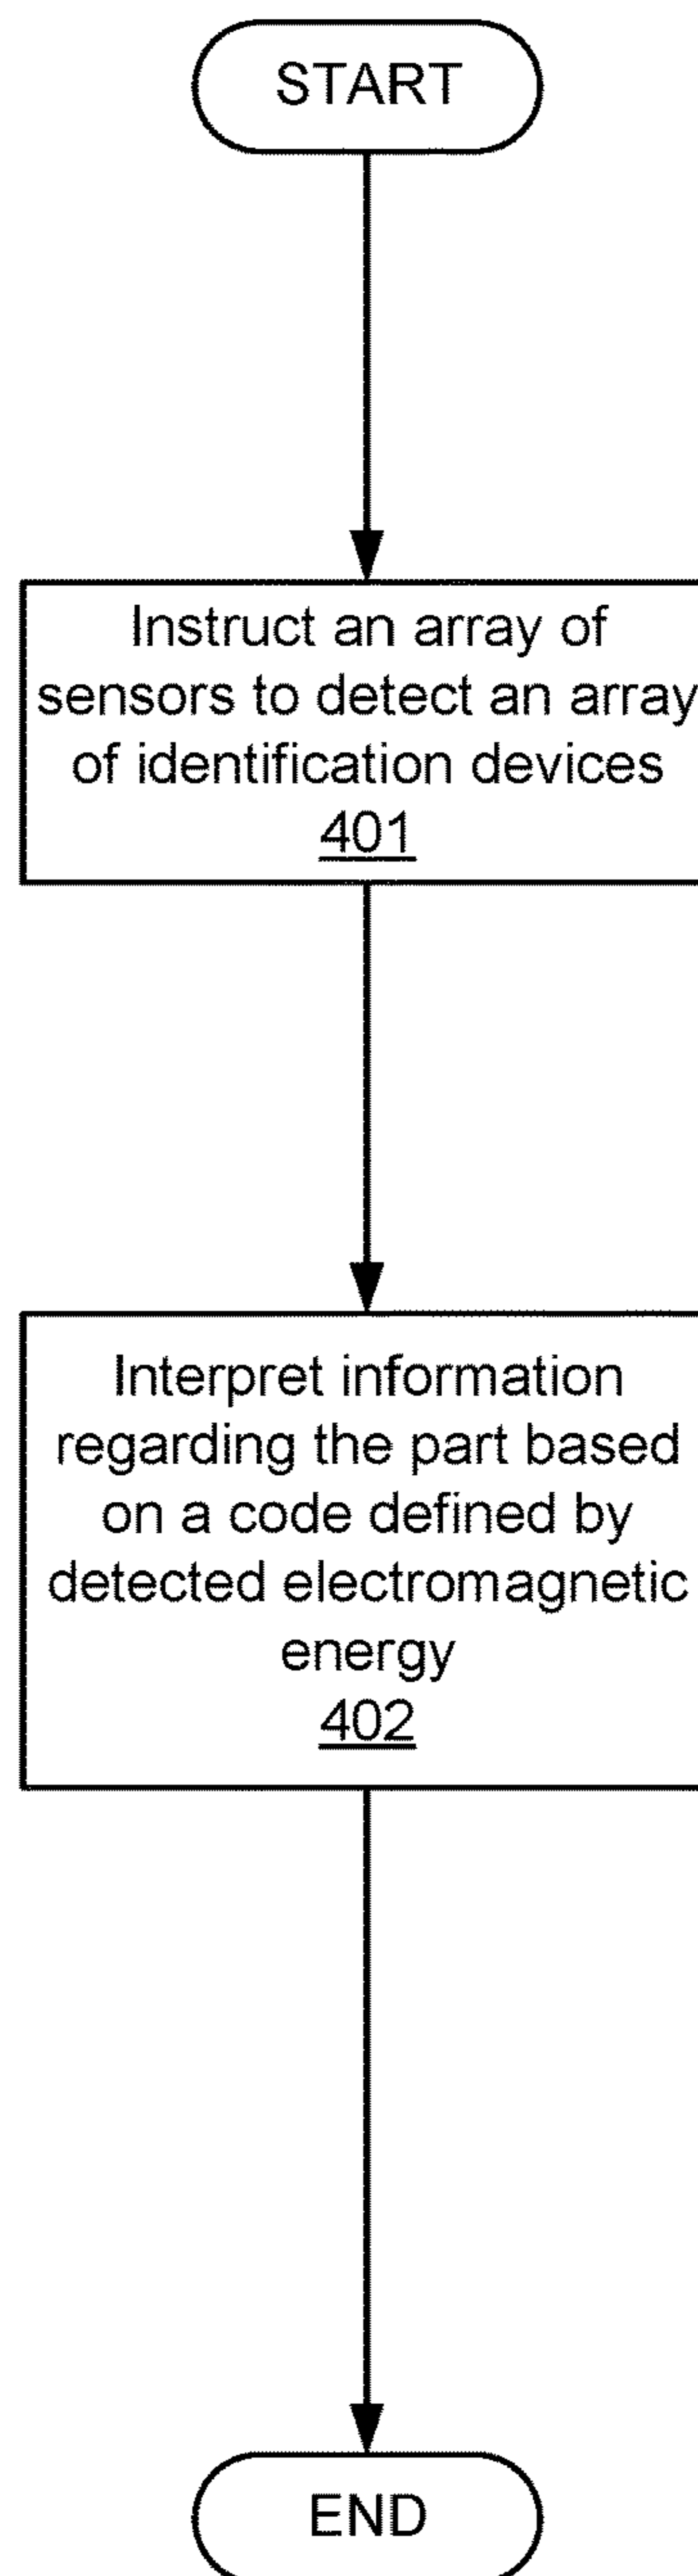 START
Instruct an array of
sensors to detect an array
of identification devices
401
Interpret information
regarding the part based
on a code defined by
detected electromagnetic
energy
402
END